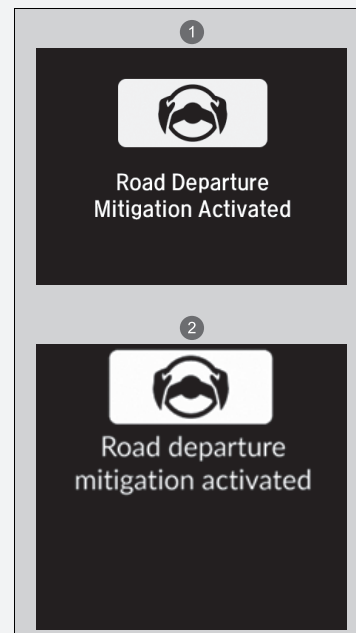 1
Road Departure
Mitigation Activated
2
Road departure
mitigation activated